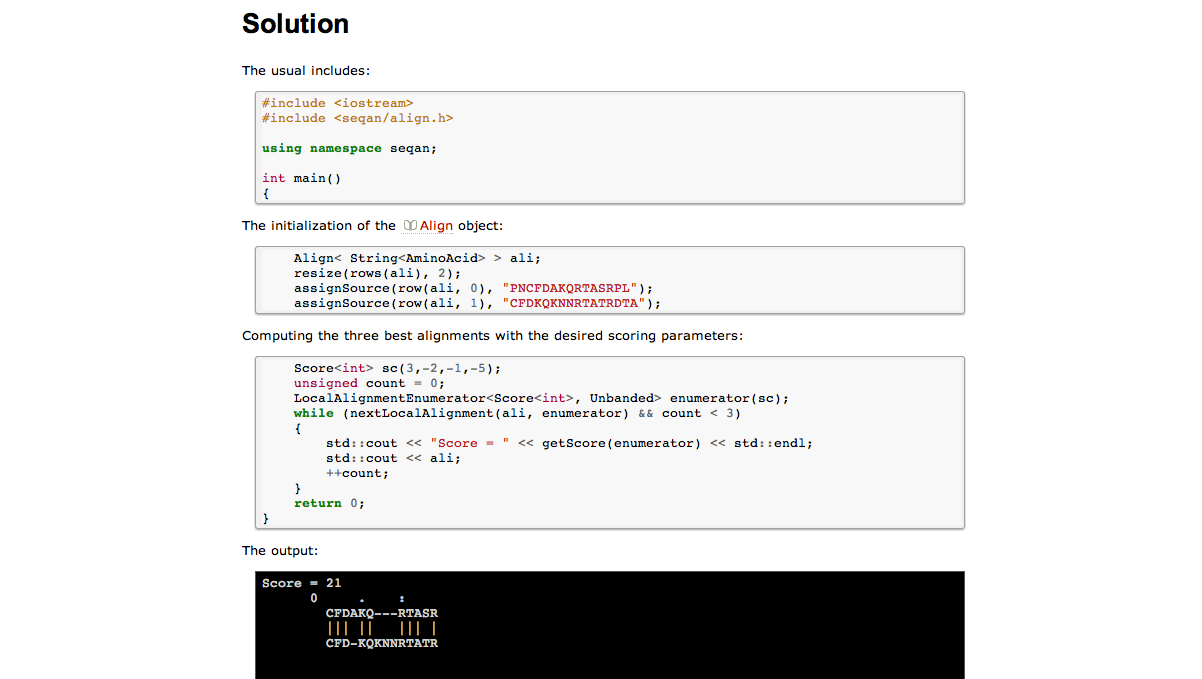 Solution
The usual includes:
#include <iostream>
#include <seqan/align.h>
using namespace seqan;
int main()
{
The initialization of the Align object:
Align< String<AminoAcid> > ali;
resize(rows(ali), 2);
assignSource(row(ali, 0), "PNCFDAKQRTASRPL");
assignSource(row(ali, 1), "CFDKQKNNRTATRDTA");
Computing the three best alignments with the desired scoring parameters:
Score<int> sc(3,-2,-1,-5);
unsigned count = 0;
LocalAlignmentEnumerator<Score<int>, Unbanded> enumerator(sc);
while (nextLocalAlignment(ali, enumerator) && count < 3)
{
std::cout << "Score = " << getScore(enumerator) << std::endl;
std::cout << ali;
++count;
}
return 0;
}
The output:
Score = 21
0     .    :
CFDAKQ---RTASR
||| ||   ||| |
CFD-KQKNNRTATR